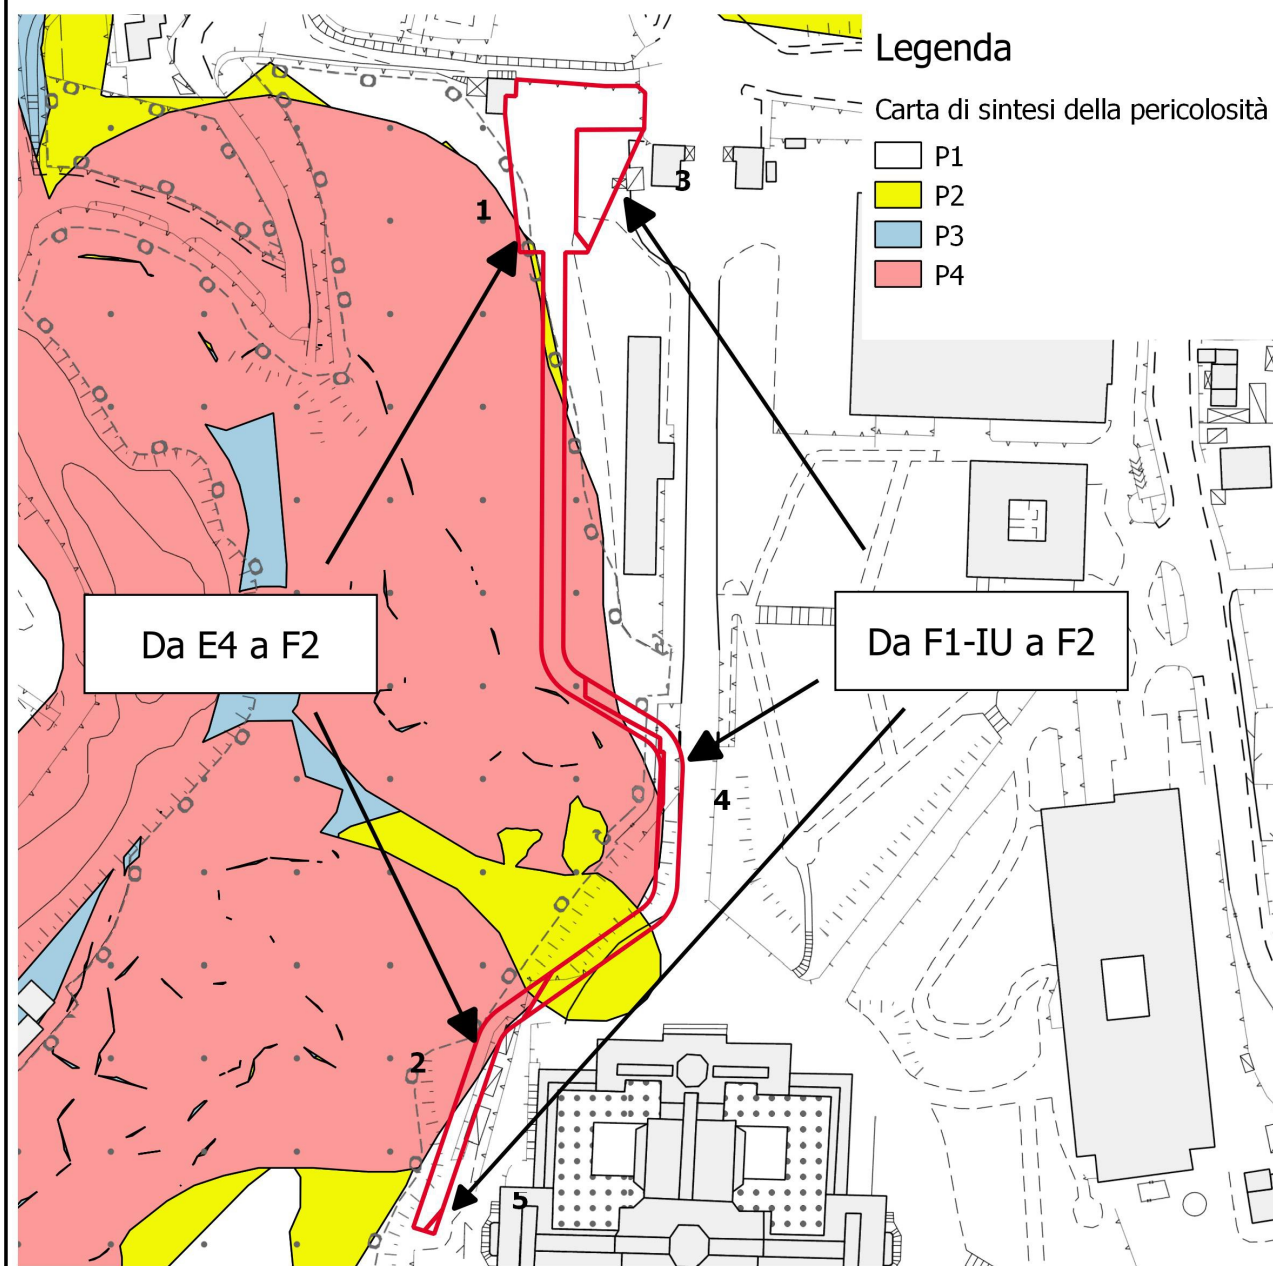 Legenda
Carta di sintesi della pericolosità
P1
P2
P3
P4
1
3
Da E4 a F2
Da F1-IU a F2
4
2
5